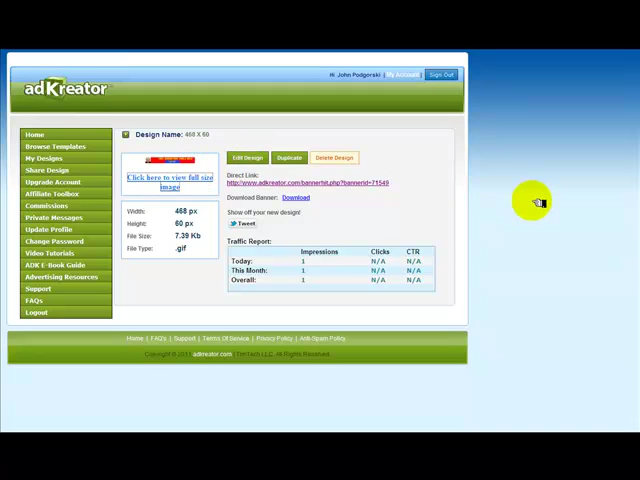 Hi John Podgorski | My Account | Sign Out
adKreator
Home
Browse Templates
My Designs
Share Design
Upgrade Account
Affiliate Toolbox
Commissions
Private Messages
Update Profile
Change Password
Video Tutorials
ADK E-Book Guide
Advertising Resources
Support
FAQs
Logout
Design Name: 468 X 60
Click here to view full size
image
Width: 468 px
Height: 60 px
File Size: 7.39 Kb
File Type: .gif
Edit Design Duplicate Delete Design
Direct Link:
http://www.adkreator.com/bannerhit.php?bannerid=71549
Download Banner: Download
Show off your new design!
Tweet
Traffic Report:
Impressions Clicks CTR
Today: 1 N/A N/A
This Month: 1 N/A N/A
Overall: 1 N/A N/A
Home | FAQ's | Support | Terms Of Service | Privacy Policy | Anti-Spam Policy
adkreator.com | TimTech LLC. All Rights Reserved.